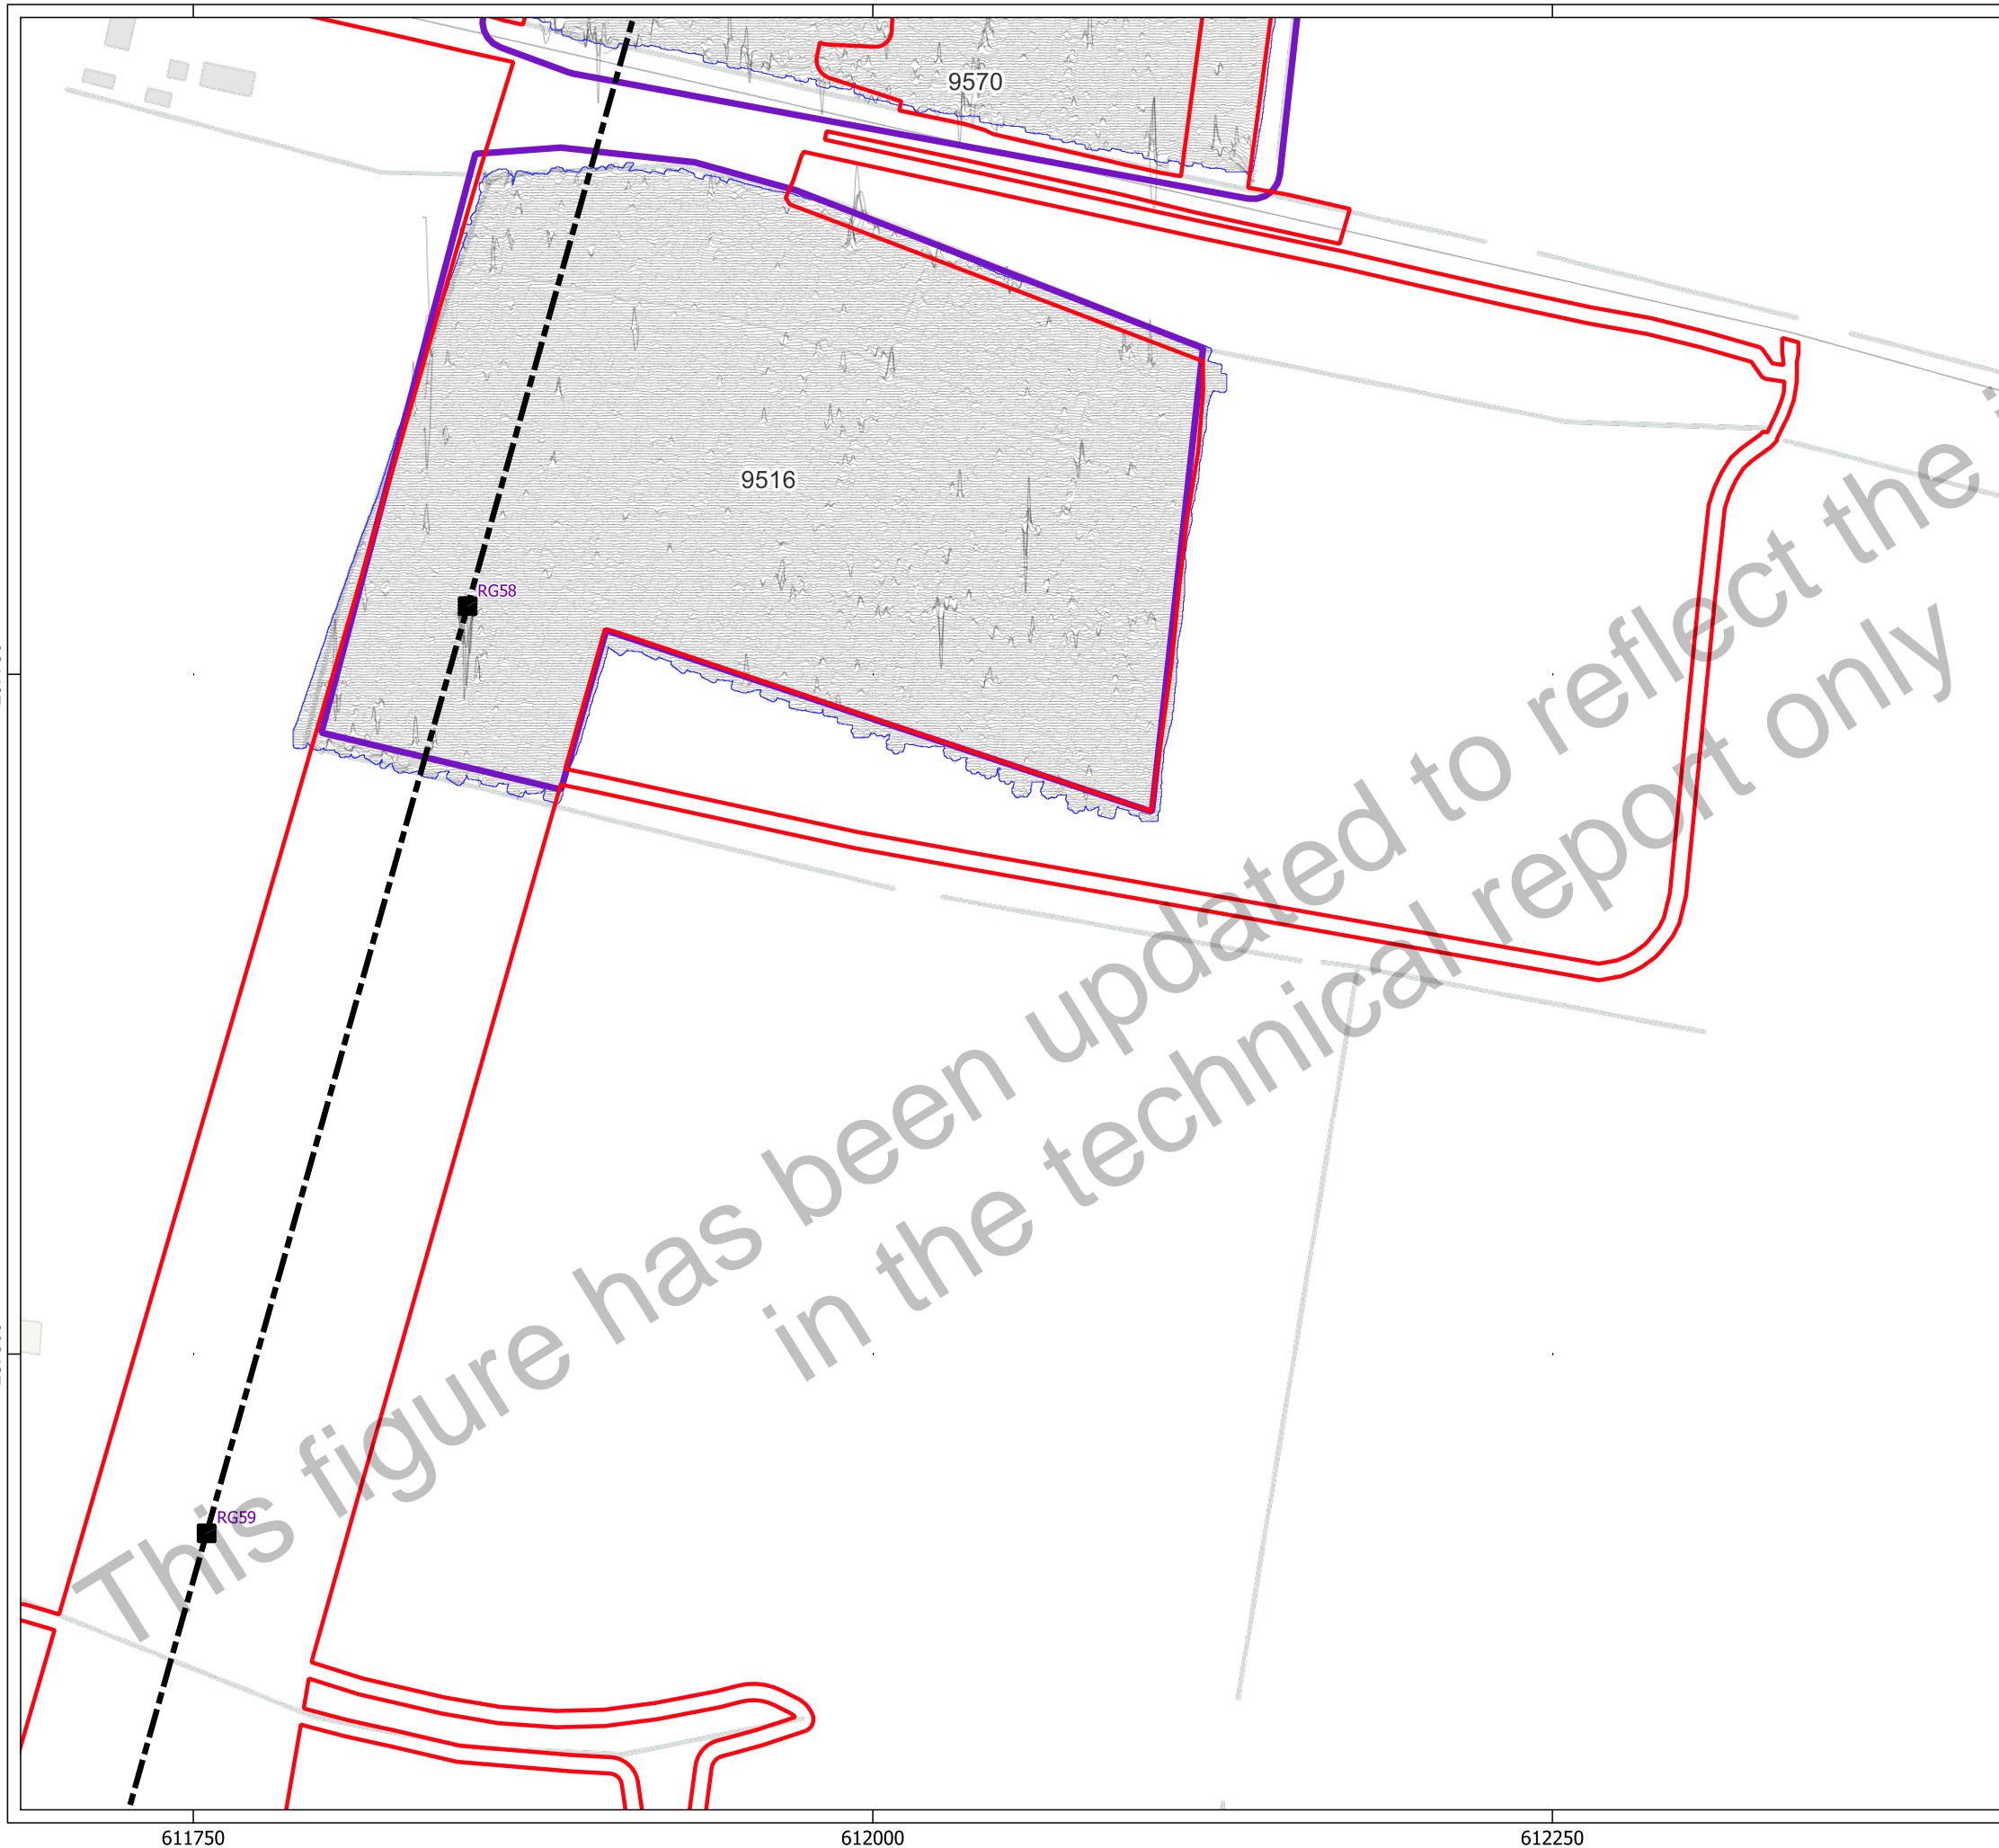 9570
9516
RG58
This figure has been updated to reflect the
in the technical report only
RG59
611750
612000
612250